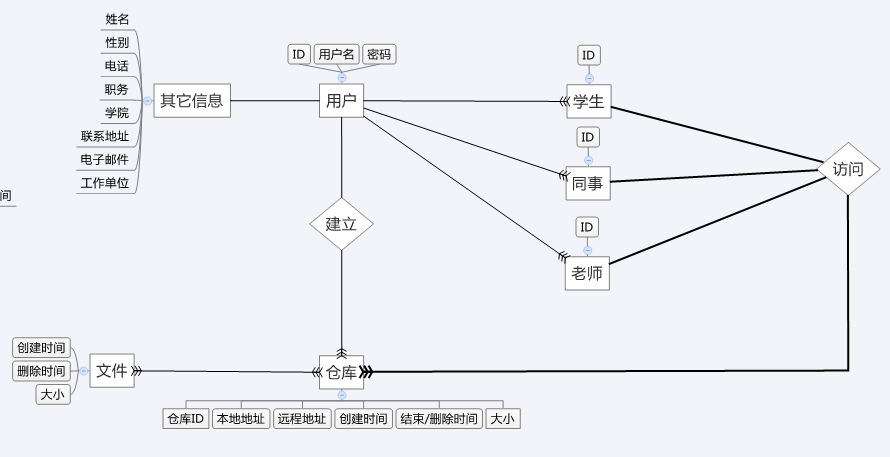 姓名
性别
电话
职务
学院
联系地址
电子邮件
工作单位
间
其它信息
ID 用户名 密码
用户
ID
学生
ID
同事
ID
老师
访问
建立
创建时间
删除时间
大小
文件
仓库
仓库ID 本地地址 远程地址 创建时间 结束/删除时间 大小